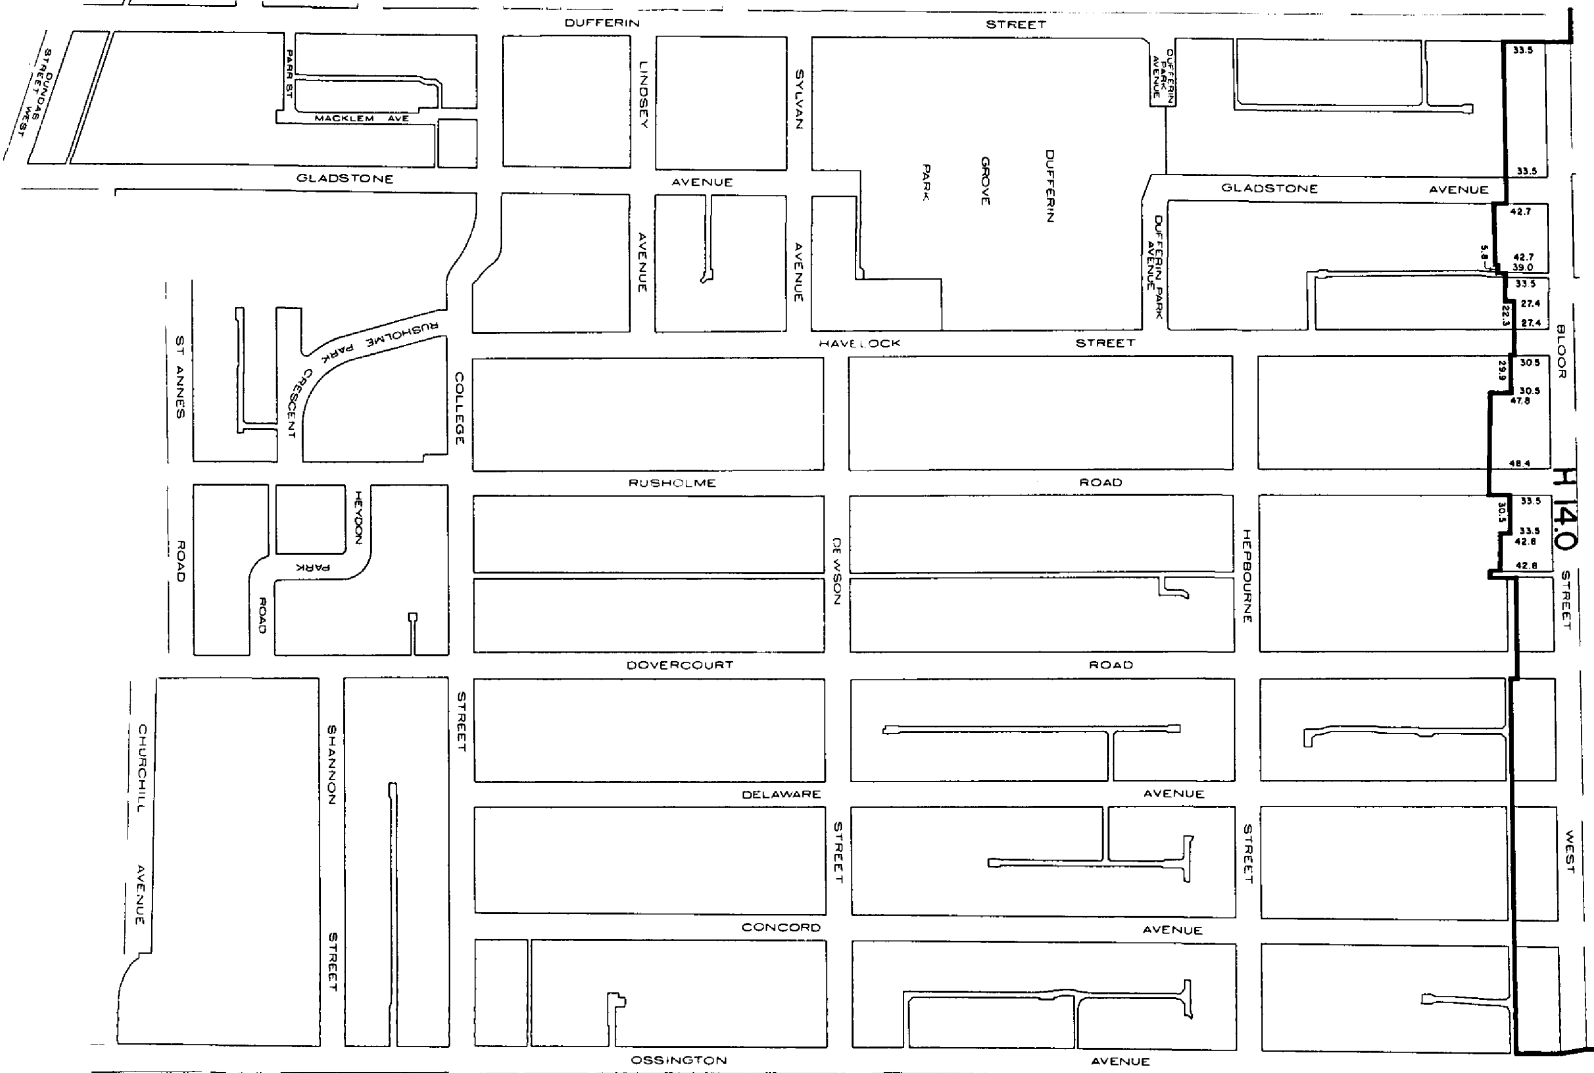 DUFFERIN STREET
DUNDAS
STREET WEST
PARR ST
MACKLEM AVE
LINDSEY
SYLVAN
DUFFERIN
PARK
AVENUE
33.5
33.5
GLADSTONE AVENUE
GLADSTONE AVENUE
PARK
GROVE
DUFFERIN
AVENUE
AVENUE
DUFFERIN PARK
AVENUE
42.7
42.7
5.8
39.0
33.5
27.4
22.3
27.4
BLOOR
ST ANNES
RUSHOLME PARK
CRESCENT
COLLEGE
HAVELOCK STREET
30.5
29.9
30.5
47.8
48.4
H 14.0
RUSHOLME ROAD
ROAD
HEYDON
PARK
ROAD
DEWSON
HEPBOURNE
33.5
30.5
33.5
42.8
42.8
STREET
DOVERCOURT ROAD
CHURCHILL
SHANNON
STREET
DELAWARE AVENUE
AVENUE
STREET
STREET
STREET
WEST
CONCORD AVENUE
OSSINGTON AVENUE